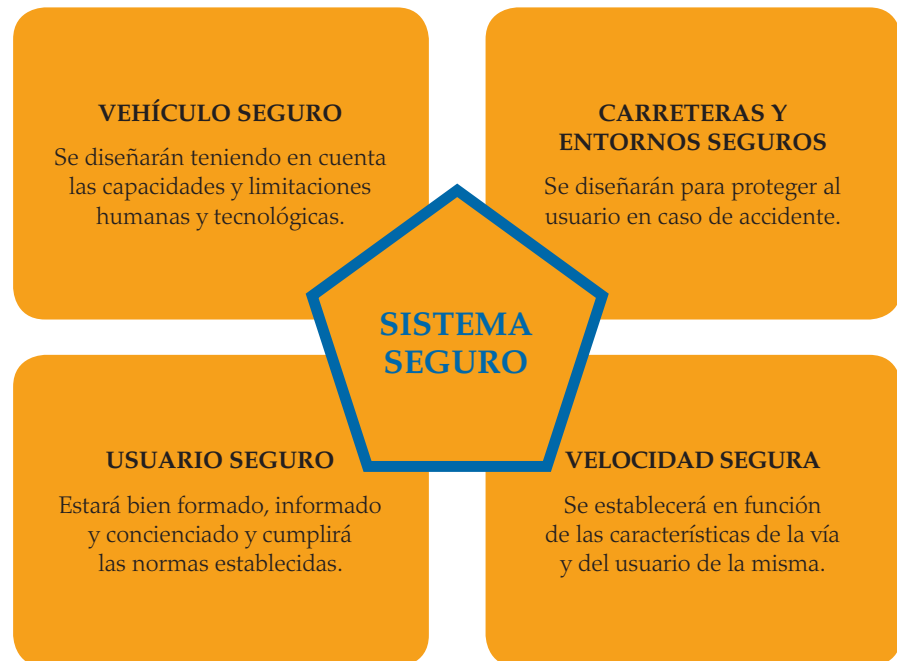 VEHÍCULO SEGURO
Se diseñarán teniendo en cuenta
las capacidades y limitaciones
humanas y tecnológicas.
CARRETERAS Y
ENTORNOS SEGUROS
Se diseñarán para proteger al
usuario en caso de accidente.
SISTEMA
SEGURO
USUARIO SEGURO
Estará bien formado, informado
y concienciado y cumplirá
las normas establecidas.
VELOCIDAD SEGURA
Se establecerá en función
de las características de la vía
y del usuario de la misma.